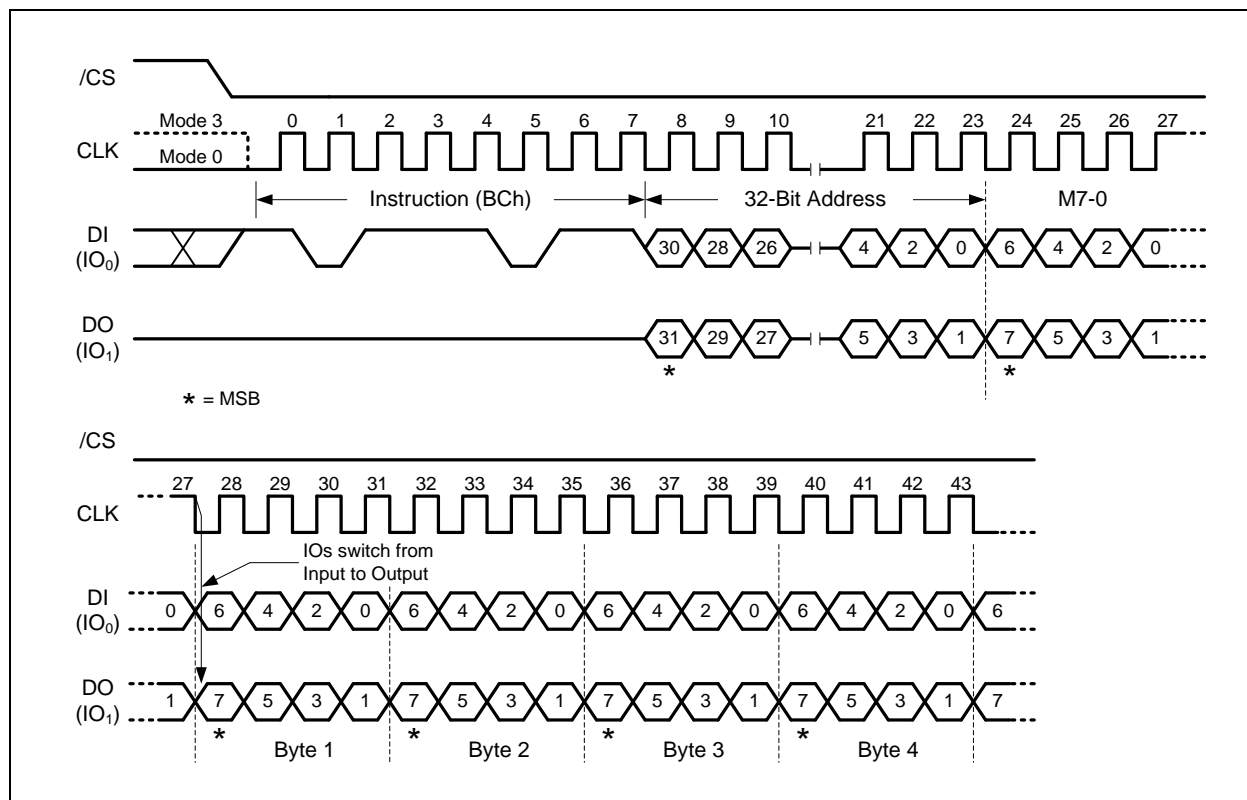 /CS
Mode 3 0 1 2 3 4 5 6 7 8 9 10 21 22 23 24 25 26 27
CLK
Mode 0
Instruction (BCh) 32-Bit Address M7-0
DI
(IO0) 30 28 26 4 2 0 6 4 2 0
DO
(IO1) 31 29 27 5 3 1 7 5 3 1
* *
* = MSB
/CS
27 28 29 30 31 32 33 34 35 36 37 38 39 40 41 42 43
CLK
IOs switch from
Input to Output
DI
(IO0) 0 6 4 2 0 6 4 2 0 6 4 2 0 6 4 2 0 6
DO
(IO1) 1 7 5 3 1 7 5 3 1 7 5 3 1 7 5 3 1 7
* * * *
Byte 1 Byte 2 Byte 3 Byte 4